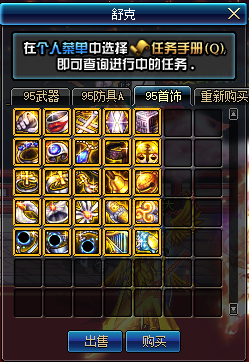 舒克
在个人菜单中选择 任务手册(Q),
即可查询进行中的任务.
95武器 95防具A 95首饰 重新购买
出售 购买